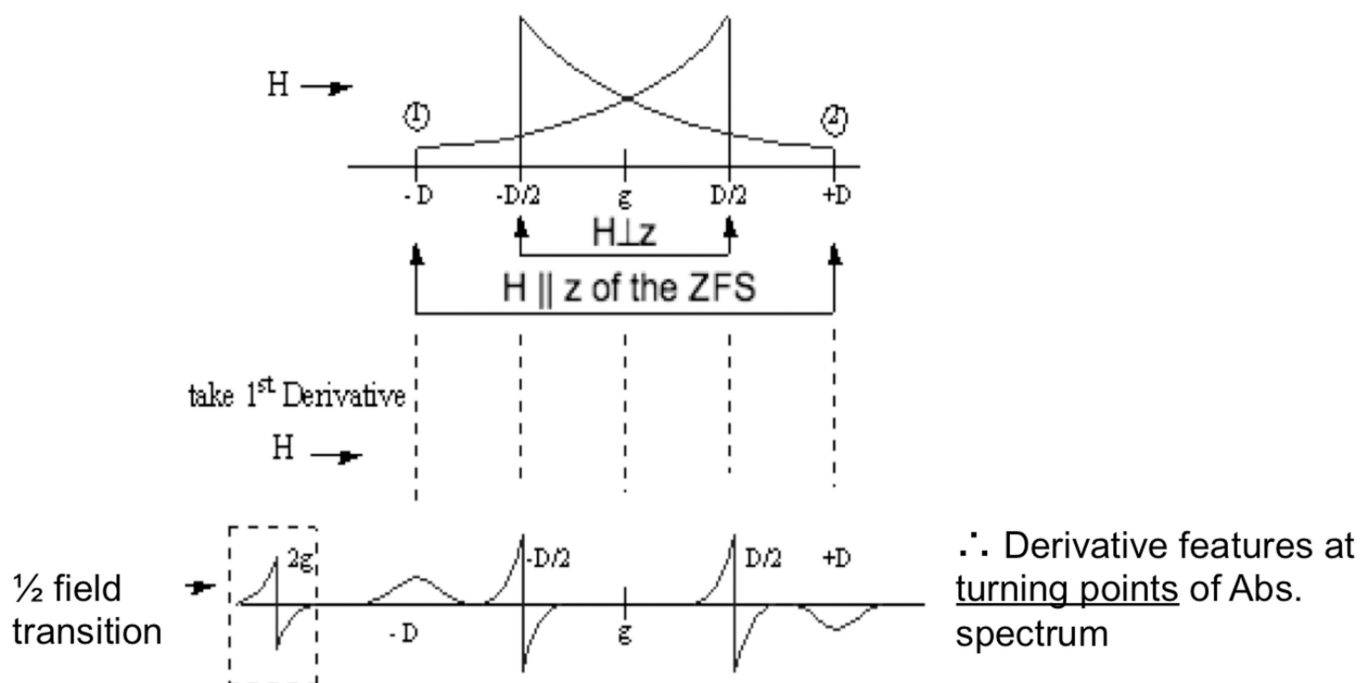 H
① ②
- D -D/2 g D/2 +D
H⊥z
H || z of the ZFS
take 1st Derivative
H
2g -D/2 D/2 +D
- D g
½ field
transition
∴ Derivative features at
turning points of Abs.
spectrum